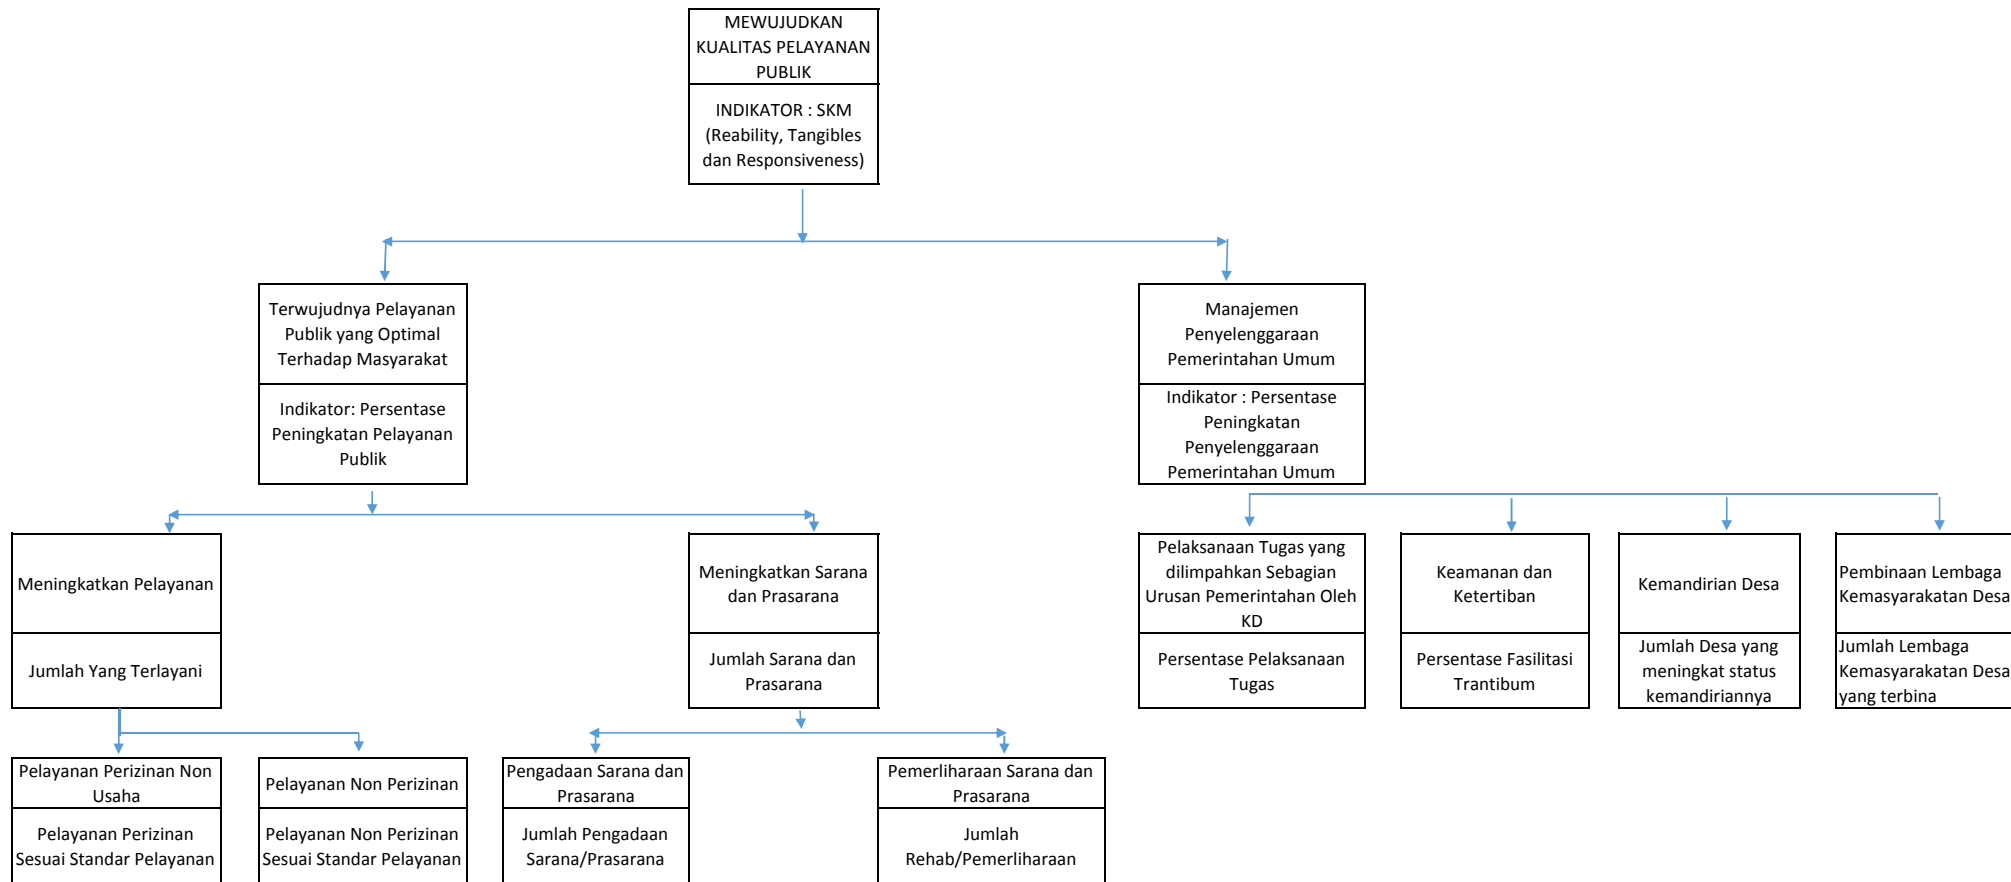 MEWUJUDKAN
KUALITAS PELAYANAN
PUBLIK
INDIKATOR : SKM
(Reability, Tangibles
dan Responsiveness)
Terwujudnya Pelayanan
Publik yang Optimal
Terhadap Masyarakat
Indikator: Persentase
Peningkatan Pelayanan
Publik
Manajemen
Penyelenggaraan
Pemerintahan Umum
Indikator : Persentase
Peningkatan
Penyelenggaraan
Pemerintahan Umum
Meningkatkan Pelayanan
Jumlah Yang Terlayani
Meningkatkan Sarana
dan Prasarana
Jumlah Sarana dan
Prasarana
Pelaksanaan Tugas yang
dilimpahkan Sebagian
Urusan Pemerintahan Oleh
KD
Persentase Pelaksanaan
Tugas
Keamanan dan
Ketertiban
Persentase Fasilitasi
Trantibum
Kemandirian Desa
Jumlah Desa yang
meningkat status
kemandiriannya
Pembinaan Lembaga
Kemasyarakatan Desa
Jumlah Lembaga
Kemasyarakatan Desa
yang terbina
Pelayanan Perizinan Non
Usaha
Pelayanan Perizinan
Sesuai Standar Pelayanan
Pelayanan Non Perizinan
Pelayanan Non Perizinan
Sesuai Standar Pelayanan
Pengadaan Sarana dan
Prasarana
Jumlah Pengadaan
Sarana/Prasarana
Pemerliharaan Sarana dan
Prasarana
Jumlah
Rehab/Pemerliharaan